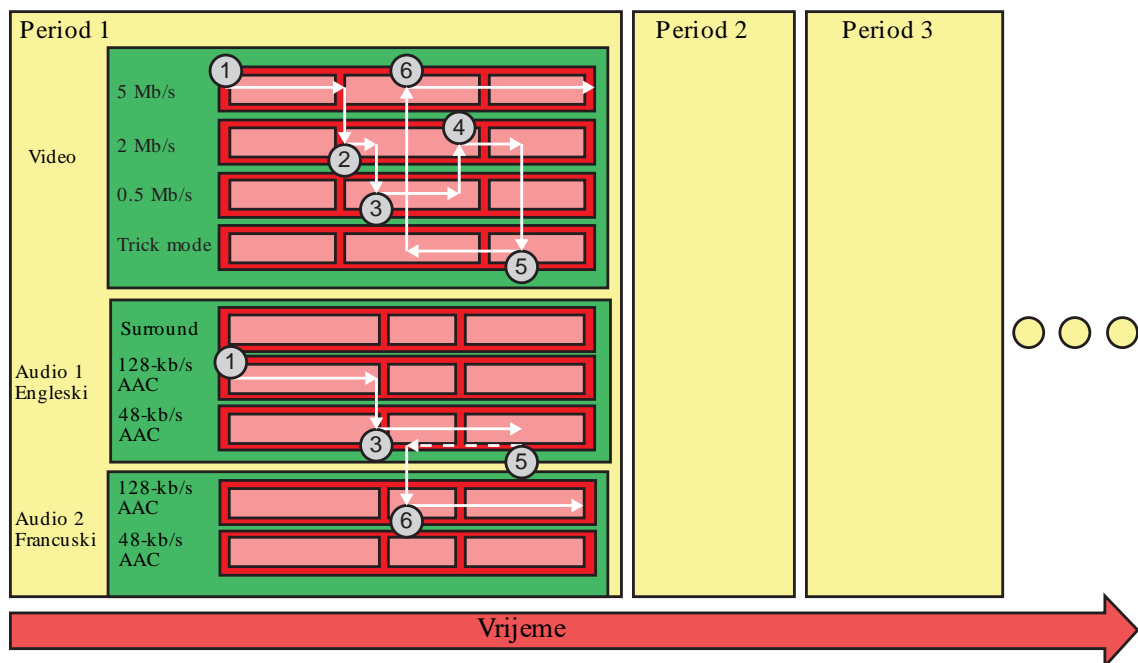 Period 1
Period 2
Period 3
1
6
5 Mb/s
4
2 Mb/s
Video
2
0.5 Mb/s
3
Trick mode
5
Surround
1
128-kb/s
AAC
Audio 1
Engleski
48-kb/s
AAC
3
5
128-kb/s
AAC
6
Audio 2
Francuski
48-kb/s
AAC
Vrijeme